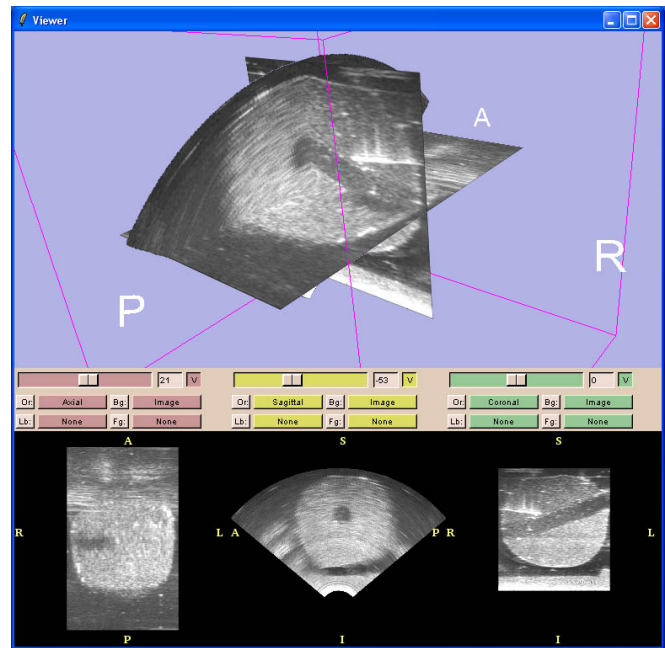 Viewer
A
R
P
21 V -53 V 0 V
Or: Axial Bg: Image Or: Sagittal Bg: Image Or: Coronal Bg: Image
Lb: None Fg: None Lb: None Fg: None Lb: None Fg: None
A S S
R L A P R L
P I I